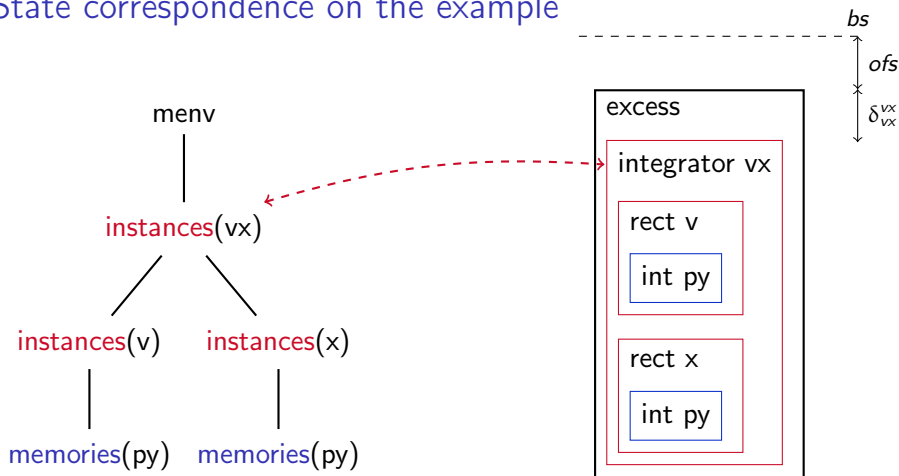 State correspondence on the example
menv
instances(vx)
instances(v)
instances(x)
memories(py)
memories(py)
bs
ofs
δ^{vx}_{vx}
excess
integrator vx
rect v
int py
rect x
int py